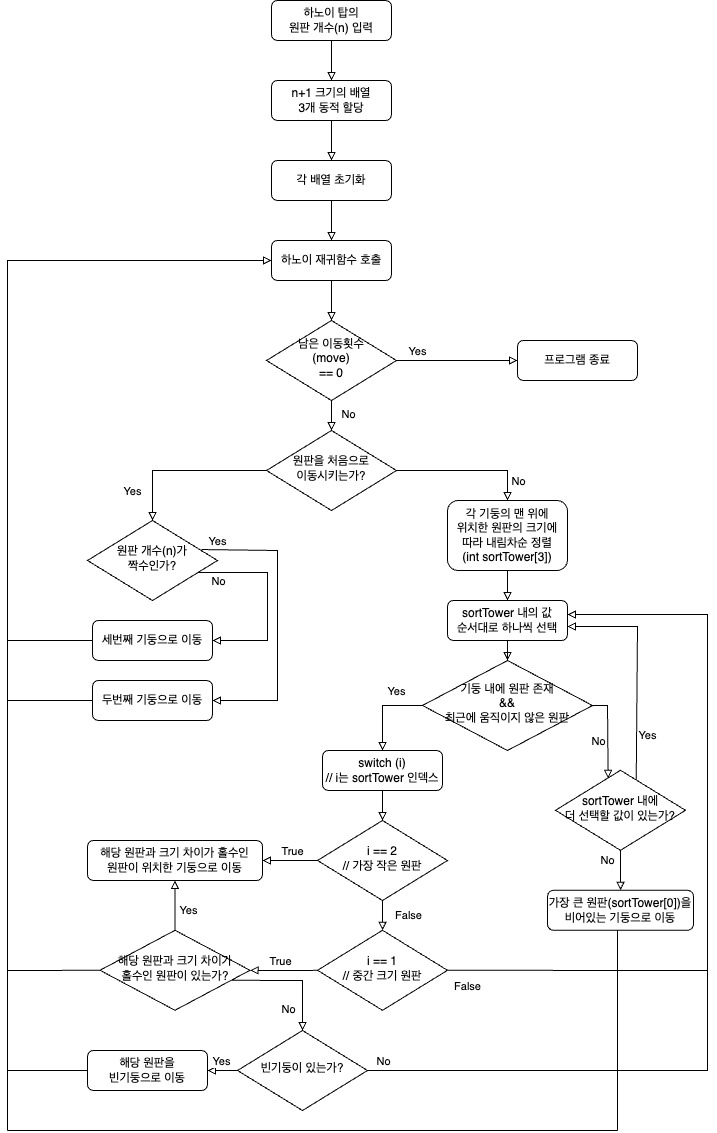 하노이 탑의
원판 개수(n) 입력
n+1 크기의 배열
3개 동적 할당
각 배열 초기화
하노이 재귀함수 호출
남은 이동횟수
(move)
== 0
Yes
프로그램 종료
No
원판을 처음으로
이동시키는가?
Yes
No
원판 개수(n)가
짝수인가?
Yes
No
세번째 기둥으로 이동
두번째 기둥으로 이동
각 기둥의 맨 위에
위치한 원판의 크기에
따라 내림차순 정렬
(int sortTower[3])
sortTower 내의 값
순서대로 하나씩 선택
기둥 내에 원판 존재
&&
최근에 움직이지 않은 원판
Yes
No
Yes
switch (i)
// i는 sortTower 인덱스
sortTower 내에
더 선택할 값이 있는가?
No
가장 큰 원판(sortTower[0])을
비어있는 기둥으로 이동
i == 2
// 가장 작은 원판
True
해당 원판과 크기 차이가 홀수인
원판이 위치한 기둥으로 이동
False
Yes
i == 1
// 중간 크기 원판
True
False
해당 원판과 크기 차이가
홀수인 원판이 있는가?
No
빈기둥이 있는가?
Yes
No
해당 원판을
빈기둥으로 이동